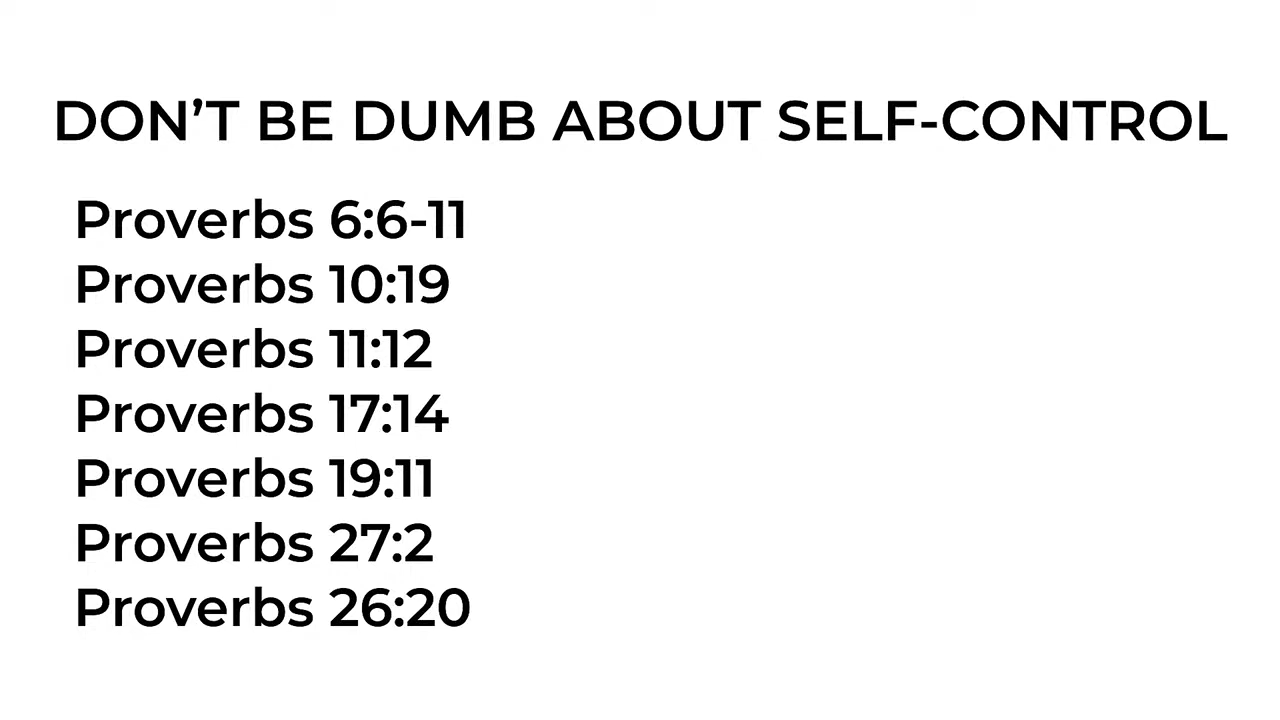 DON’T BE DUMB ABOUT SELF-CONTROL
Proverbs 6:6-11
Proverbs 10:19
Proverbs 11:12
Proverbs 17:14
Proverbs 19:11
Proverbs 27:2
Proverbs 26:20